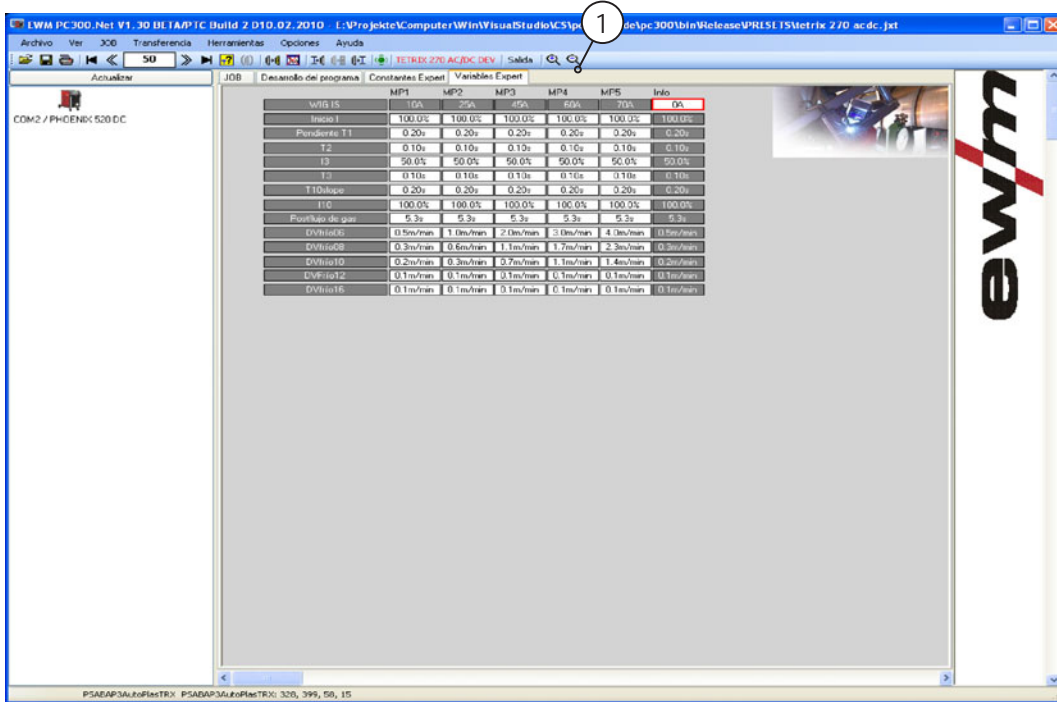 1
EWM PC300.Net V1.30 BETA/PTC Build 2 D10.02.2010 - E:\Projekte\Computer\Win\VisualStudio\CS\p de\pc300\bin\Release\PRESETS\tetrix 270 acdc.jxt
Archivo Ver JOB Transferencia Herramientas Opciones Ayuda
50 TETRIX 270 AC/DC DEV Salida
Actualizar
JOB Desarrollo del programa Constantes Expert Variables Expert
COM2 / PHOENIX 520 DC
MP1 MP2 MP3 MP4 MP5 Info
WIG IS 10A 25A 45A 60A 70A 0A
Inicio I 100.0% 100.0% 100.0% 100.0% 100.0% 100.0%
Pendiente T1 0.20s 0.20s 0.20s 0.20s 0.20s 0.20s
T2 0.10s 0.10s 0.10s 0.10s 0.10s 0.10s
I3 50.0% 50.0% 50.0% 50.0% 50.0% 50.0%
T3 0.10s 0.10s 0.10s 0.10s 0.10s 0.10s
T10slope 0.20s 0.20s 0.20s 0.20s 0.20s 0.20s
I10 100.0% 100.0% 100.0% 100.0% 100.0% 100.0%
Postflujo de gas 5.3s 5.3s 5.3s 5.3s 5.3s 5.3s
DVfrío06 0.5m/min 1.0m/min 2.0m/min 3.0m/min 4.0m/min 0.5m/min
DVfrío08 0.3m/min 0.6m/min 1.1m/min 1.7m/min 2.3m/min 0.3m/min
DVfrío10 0.2m/min 0.3m/min 0.7m/min 1.1m/min 1.4m/min 0.2m/min
DVFrío12 0.1m/min 0.1m/min 0.1m/min 0.1m/min 0.1m/min 0.1m/min
DVfrío16 0.1m/min 0.1m/min 0.1m/min 0.1m/min 0.1m/min 0.1m/min
ewm
PSABAP3AutoPlasTRX PSABAP3AutoPlasTRX: 328, 399, 58, 15